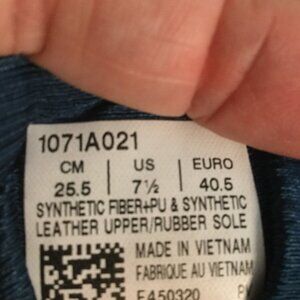 1071A021
CM US EURO
25.5 7½ 40.5
SYNTHETIC FIBER+PU & SYNTHETIC
LEATHER UPPER/RUBBER SOLE
MADE IN VIETNAM
FABRIQUE AU VIETNAM